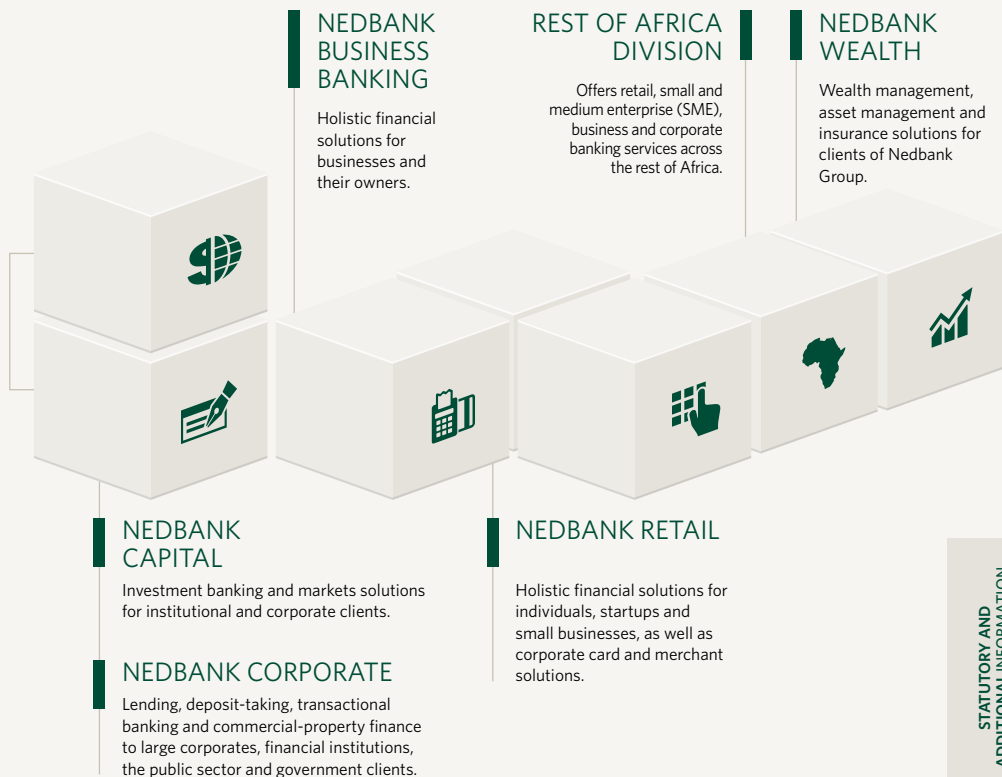 NEDBANK
BUSINESS
BANKING
Holistic financial
solutions for
businesses and
their owners.
REST OF AFRICA
DIVISION
Offers retail, small and
medium enterprise (SME),
business and corporate
banking services across
the rest of Africa.
NEDBANK
WEALTH
Wealth management,
asset management and
insurance solutions for
clients of Nedbank
Group.
NEDBANK
CAPITAL
Investment banking and markets solutions
for institutional and corporate clients.
NEDBANK CORPORATE
Lending, deposit-taking, transactional
banking and commercial-property finance
to large corporates, financial institutions,
the public sector and government clients.
NEDBANK RETAIL
Holistic financial solutions for
individuals, startups and
small businesses, as well as
corporate card and merchant
solutions.
STATUTORY AND
ADDITIONAL INFORMATION